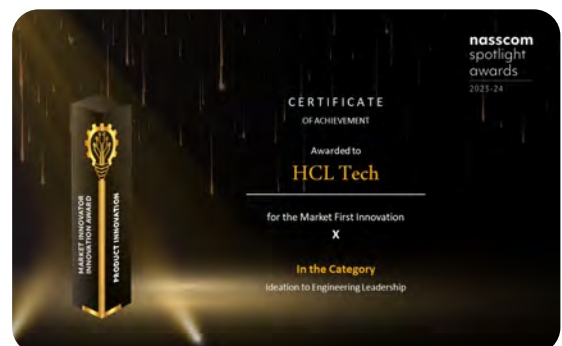 nasscom
spotlight
awards
2023-24
CERTIFICATE
OF ACHIEVEMENT
Awarded to
HCL Tech
for the Market First Innovation
X
In the Category
Ideation to Engineering Leadership
MARKET INNOVATOR
INNOVATION AWARD
PRODUCT INNOVATION